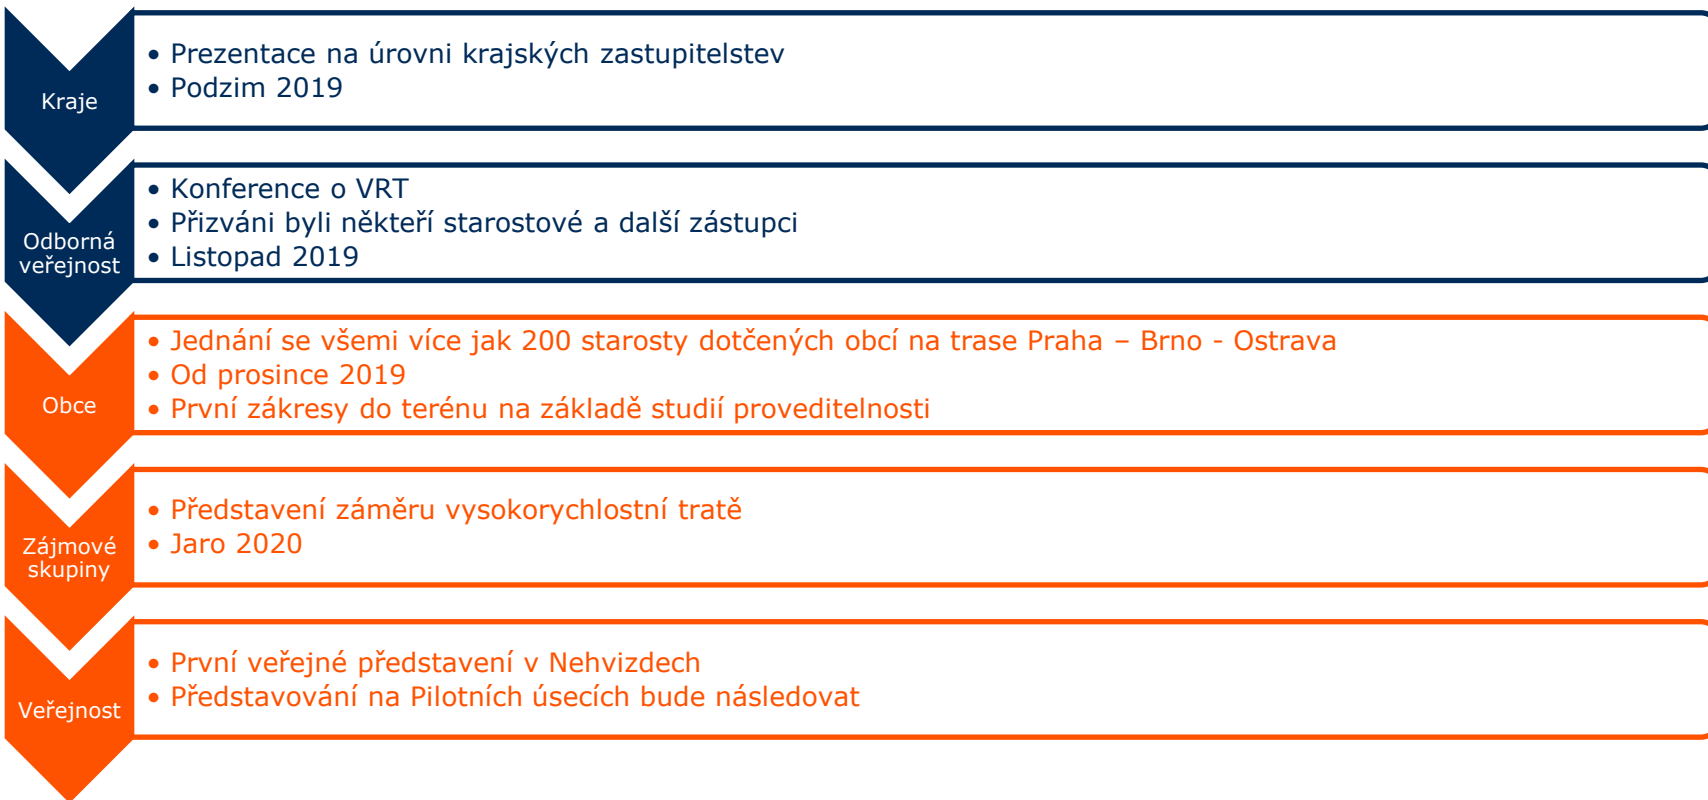 Kraje
• Prezentace na úrovni krajských zastupitelstev
• Podzim 2019
Odborná
veřejnost
• Konference o VRT
• Přizváni byli někteří starostové a další zástupci
• Listopad 2019
Obce
• Jednání se všemi více jak 200 starosty dotčených obcí na trase Praha – Brno - Ostrava
• Od prosince 2019
• První zákresy do terénu na základě studií proveditelnosti
Zájmové
skupiny
• Představení záměru vysokorychlostní tratě
• Jaro 2020
Veřejnost
• První veřejné představení v Nehvizdech
• Představování na Pilotních úsecích bude následovat